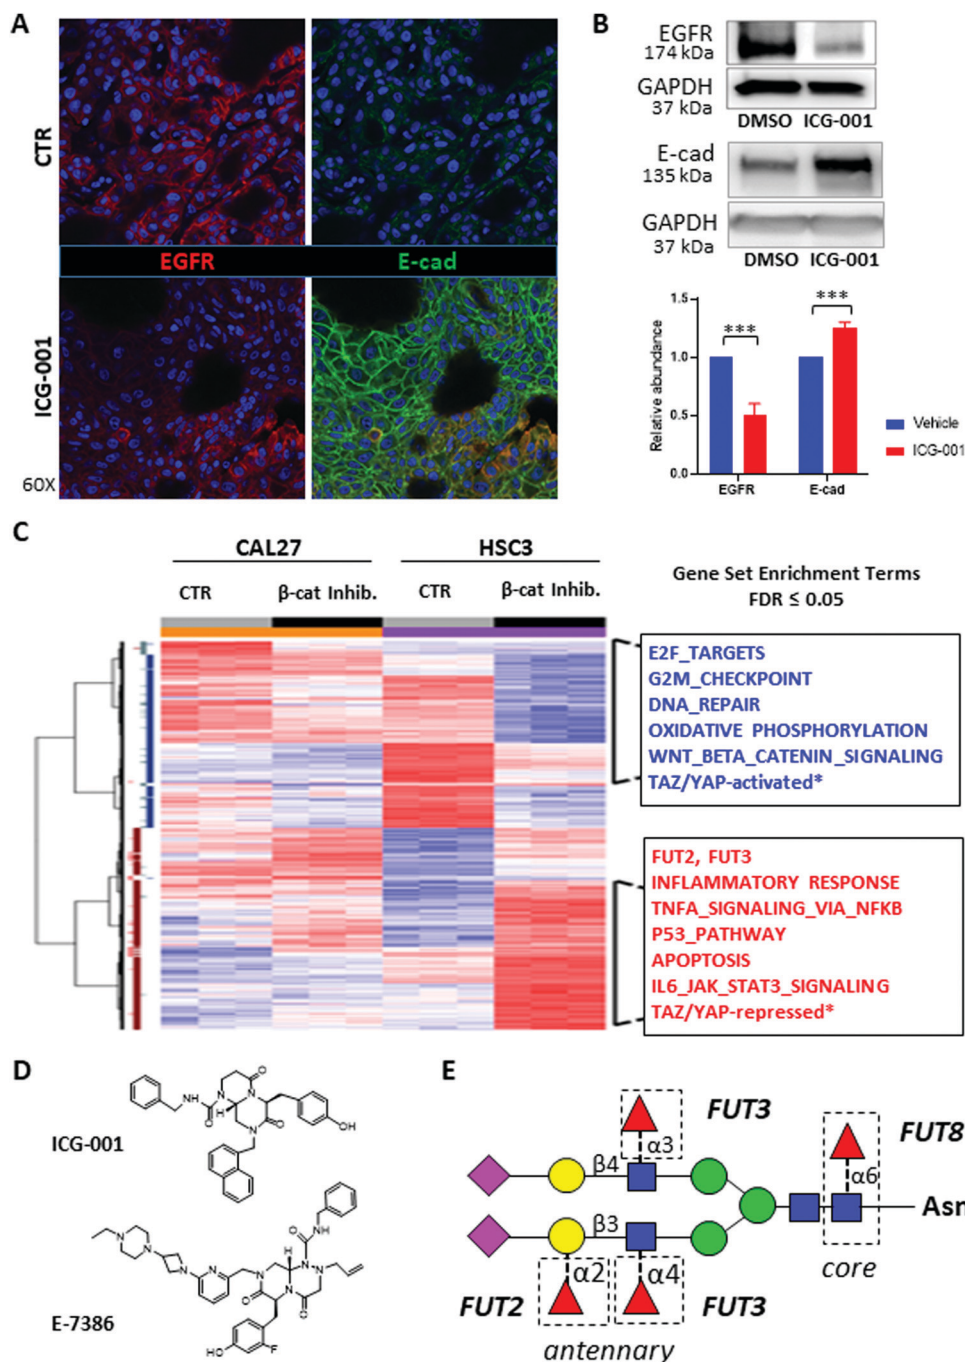 A
CTR
EGFR
E-cad
ICG-001
60X
B
EGFR
174 kDa
GAPDH
37 kDa
DMSO ICG-001
E-cad
135 kDa
GAPDH
37 kDa
DMSO ICG-001
Relative abundance
1.5
1.0
0.5
0.0
***
***
EGFR
E-cad
Vehicle
ICG-001
C
CAL27
HSC3
CTR
β-cat Inhib.
CTR
β-cat Inhib.
Gene Set Enrichment Terms
FDR ≤ 0.05
E2F_TARGETS
G2M_CHECKPOINT
DNA_REPAIR
OXIDATIVE PHOSPHORYLATION
WNT_BETA_CATENIN_SIGNALING
TAZ/YAP-activated*
FUT2, FUT3
INFLAMMATORY RESPONSE
TNFA_SIGNALING_VIA_NFKB
P53_PATHWAY
APOPTOSIS
IL6_JAK_STAT3_SIGNALING
TAZ/YAP-repressed*
D
ICG-001
NH
O
N
O
N
H
N
O
OH
E-7386
N
N
N
N
N
O
NH
H
N
N
N
O
O
HO
F
E
FUT3
FUT8
α3
β4
α6
Asn
β3
core
α2
α4
FUT2
FUT3
antennary